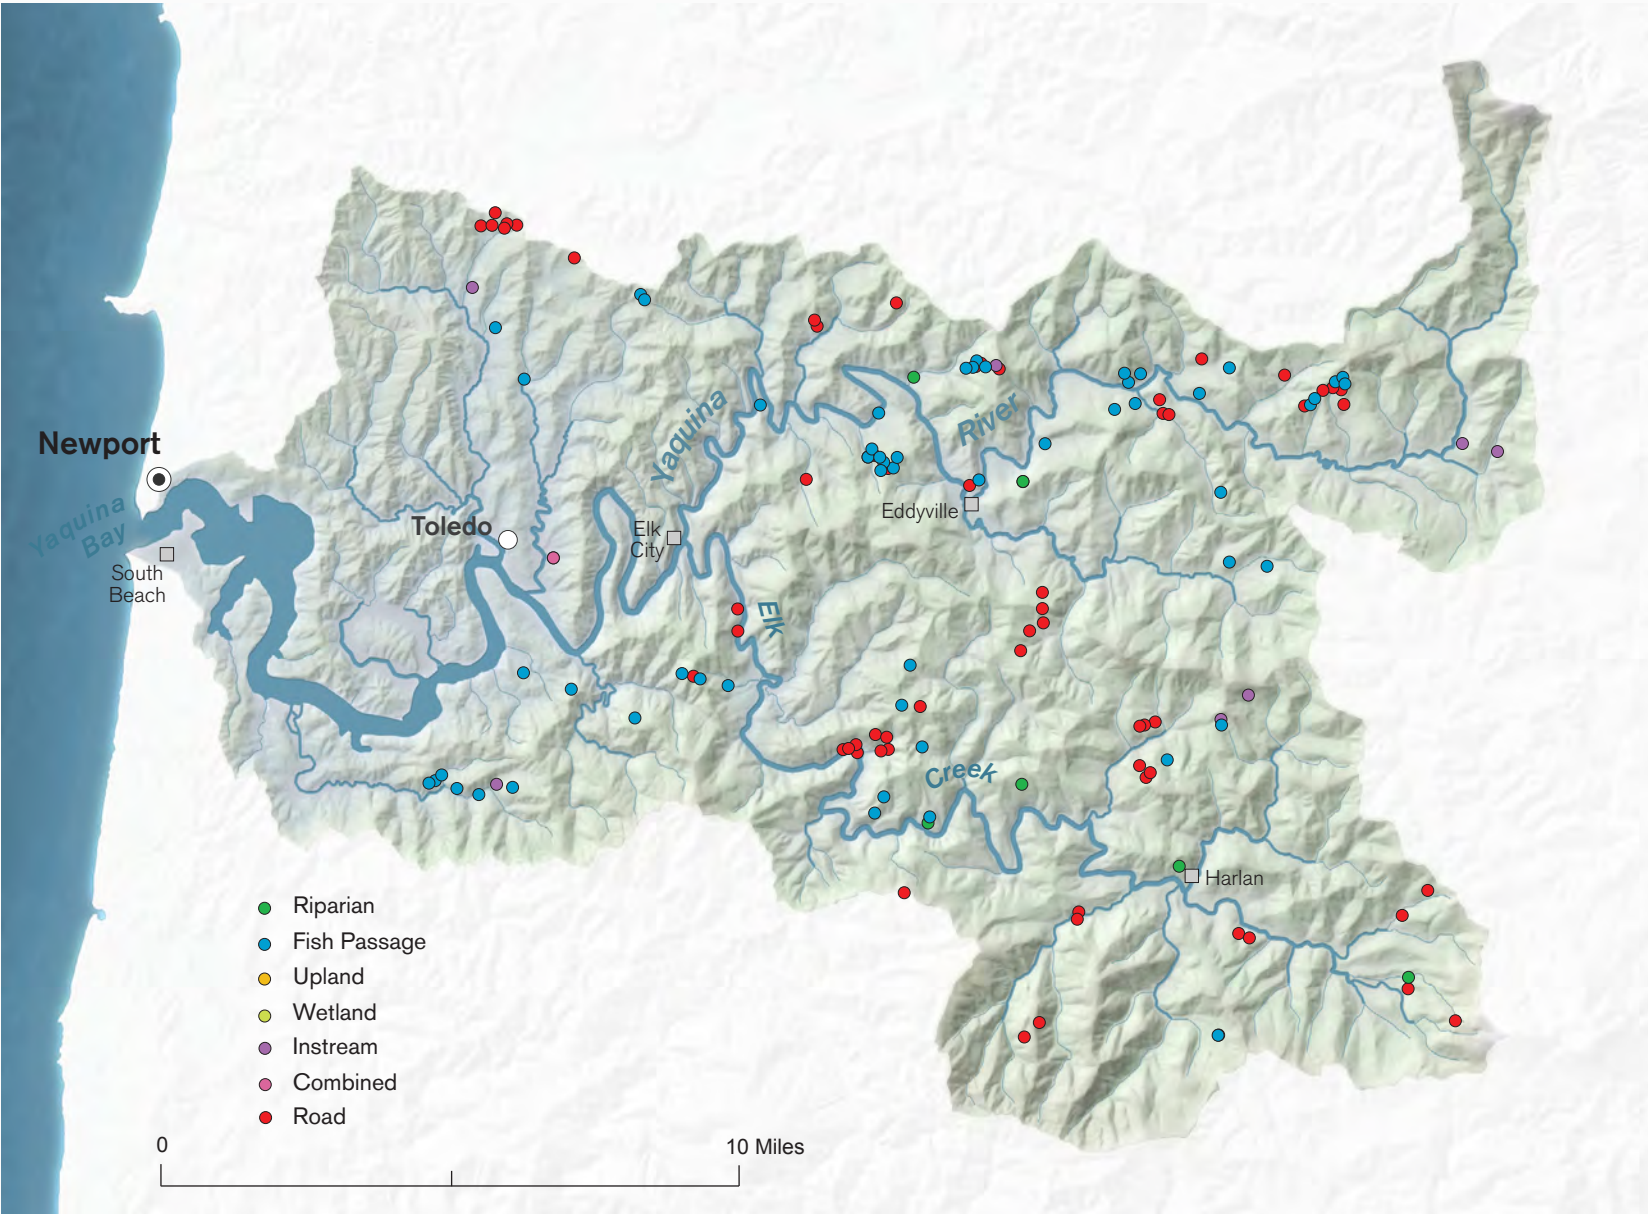 Newport
Yaquina
Bay
South
Beach
Toledo
Elk
City
Yaquina
River
Eddyville
Elk
Creek
Harlan
Riparian
Fish Passage
Upland
Wetland
Instream
Combined
Road
0
10 Miles